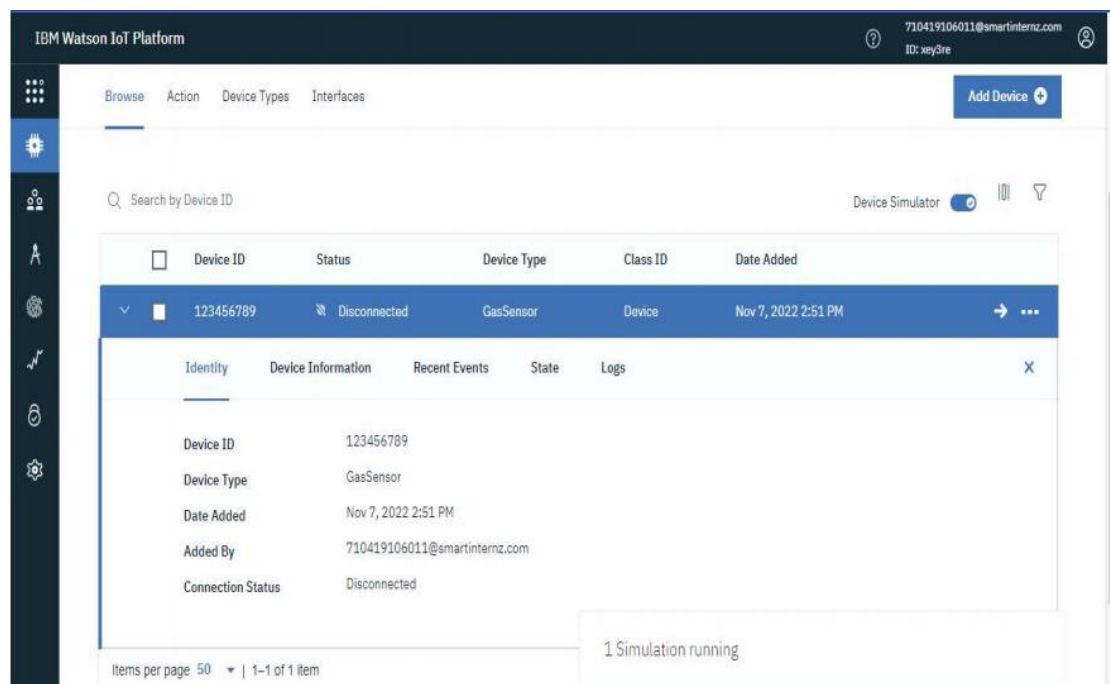 IBM Watson IoT Platform
710419106011@smartinternz.com
ID: xey3re
Browse Action Device Types Interfaces
Add Device
Search by Device ID
Device Simulator
Device ID Status Device Type Class ID Date Added
123456789 Disconnected GasSensor Device Nov 7, 2022 2:51 PM
Identity Device Information Recent Events State Logs
Device ID 123456789
Device Type GasSensor
Date Added Nov 7, 2022 2:51 PM
Added By 710419106011@smartinternz.com
Connection Status Disconnected
1 Simulation running
Items per page 50 | 1–1 of 1 item